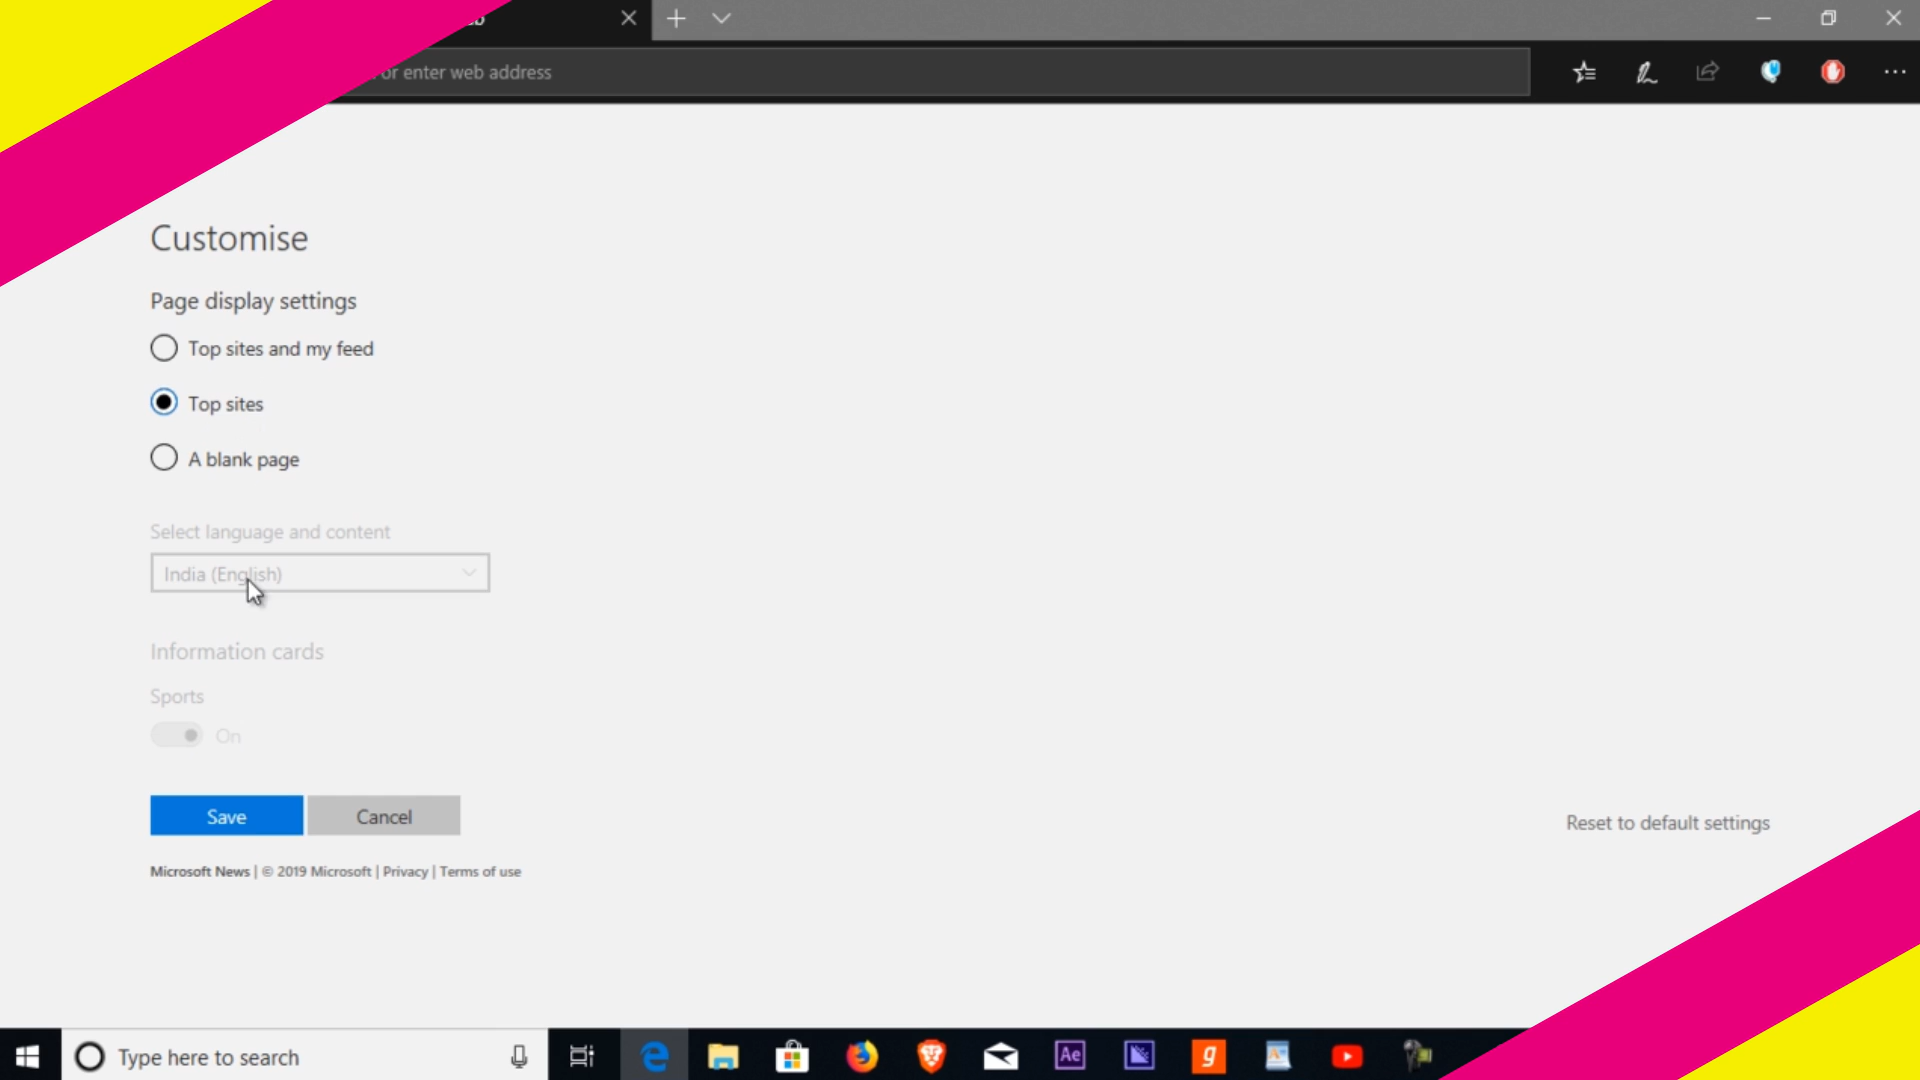 or enter web address
Customise
Page display settings
Top sites and my feed
Top sites
A blank page
Select language and content
India (English)
Information cards
Sports
On
Save
Cancel
Reset to default settings
Microsoft News | © 2019 Microsoft | Privacy | Terms of use
Type here to search
Ae
g